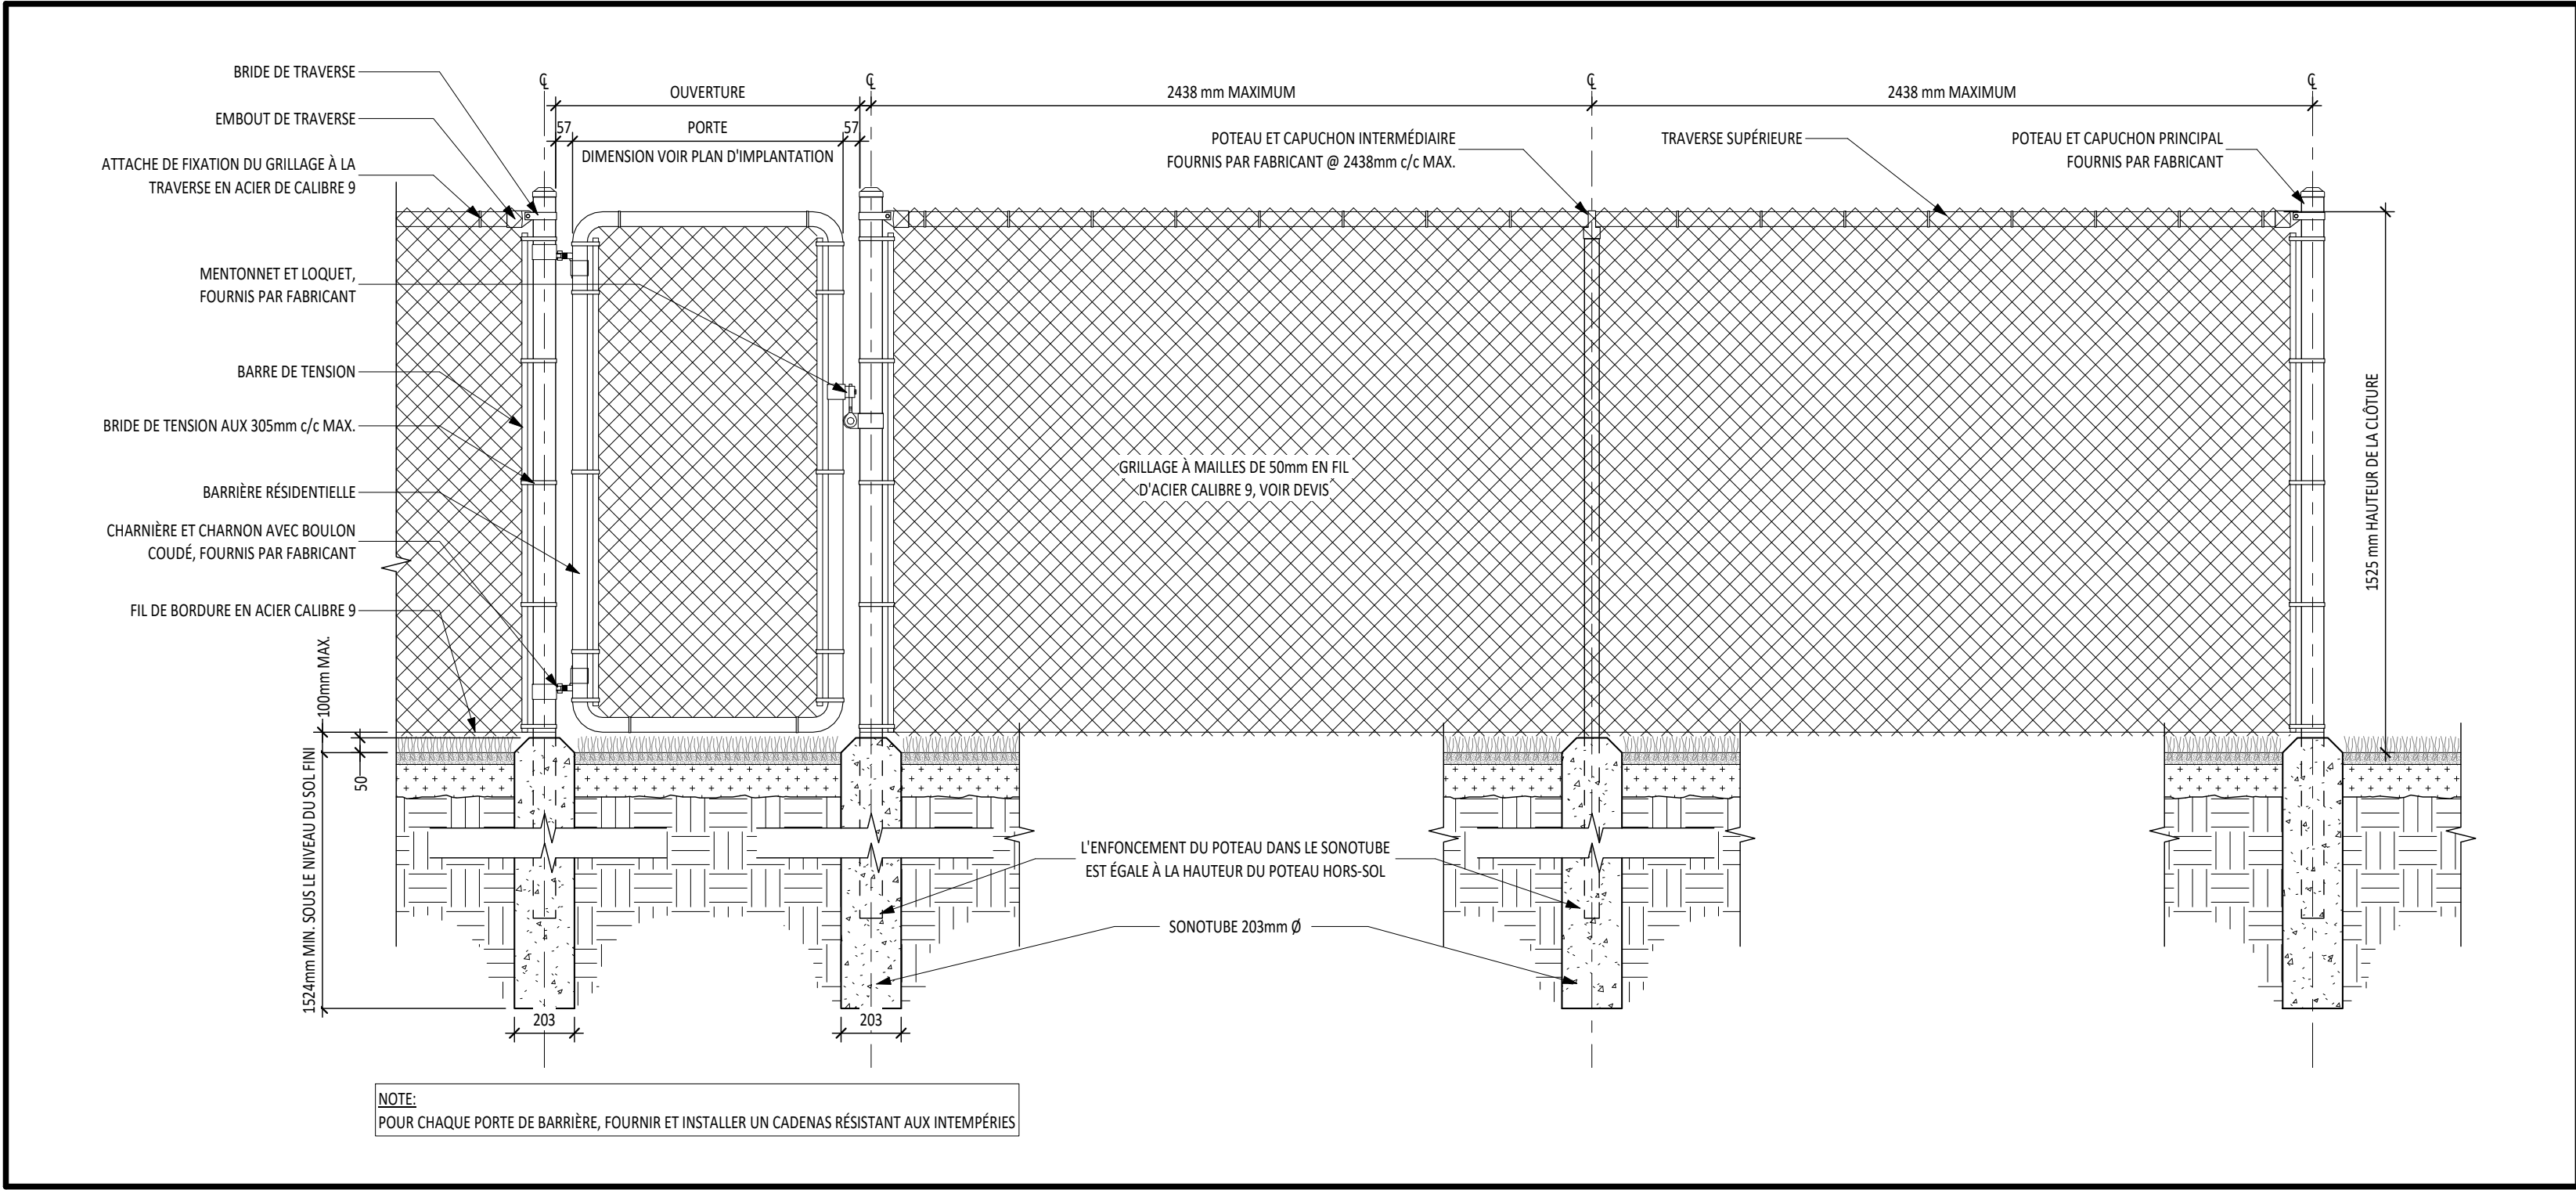 BRIDE DE TRAVERSE
EMBOUT DE TRAVERSE
ATTACHE DE FIXATION DU GRILLAGE À LA
TRAVERSE EN ACIER DE CALIBRE 9
MENTONNET ET LOQUET,
FOURNIS PAR FABRICANT
BARRE DE TENSION
BRIDE DE TENSION AUX 305mm c/c MAX.
BARRIÈRE RÉSIDENTIELLE
CHARNIÈRE ET CHARNON AVEC BOULON
COUDÉ, FOURNIS PAR FABRICANT
FIL DE BORDURE EN ACIER CALIBRE 9
100mm MAX.
1524mm MIN. SOUS LE NIVEAU DU SOL FINI
50
℄
OUVERTURE
℄
57
PORTE
57
DIMENSION VOIR PLAN D'IMPLANTATION
2438 mm MAXIMUM
℄
2438 mm MAXIMUM
℄
POTEAU ET CAPUCHON INTERMÉDIAIRE
FOURNIS PAR FABRICANT @ 2438mm c/c MAX.
TRAVERSE SUPÉRIEURE
POTEAU ET CAPUCHON PRINCIPAL
FOURNIS PAR FABRICANT
GRILLAGE À MAILLES DE 50mm EN FIL
D'ACIER CALIBRE 9, VOIR DEVIS
1525 mm HAUTEUR DE LA CLÔTURE
L'ENFONCEMENT DU POTEAU DANS LE SONOTUBE
EST ÉGALE À LA HAUTEUR DU POTEAU HORS-SOL
SONOTUBE 203mm Ø
203
203
NOTE:
POUR CHAQUE PORTE DE BARRIÈRE, FOURNIR ET INSTALLER UN CADENAS RÉSISTANT AUX INTEMPÉRIES